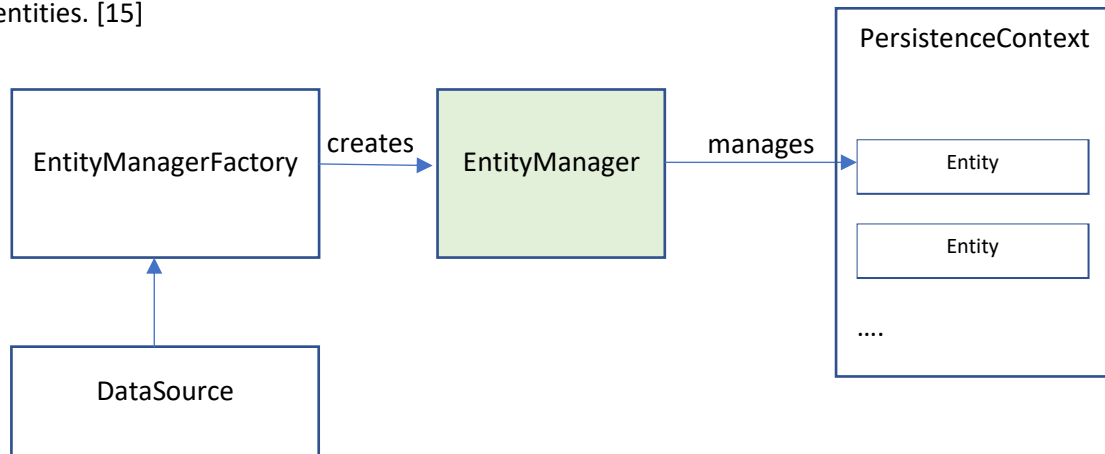 entities. [15]
PersistenceContext
EntityManagerFactory
creates
EntityManager
manages
Entity
Entity
....
DataSource